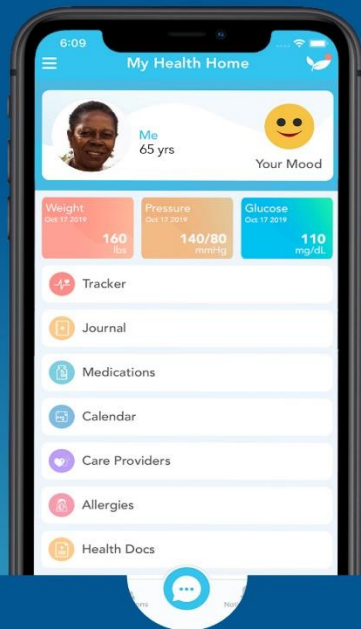 6:09
My Health Home
Me
65 yrs
Your Mood
Weight
Oct 17 2019
160
lbs
Pressure
Oct 17 2019
140/80
mmHg
Glucose
Oct 17 2019
110
mg/dL
Tracker
Journal
Medications
Calendar
Care Providers
Allergies
Health Docs